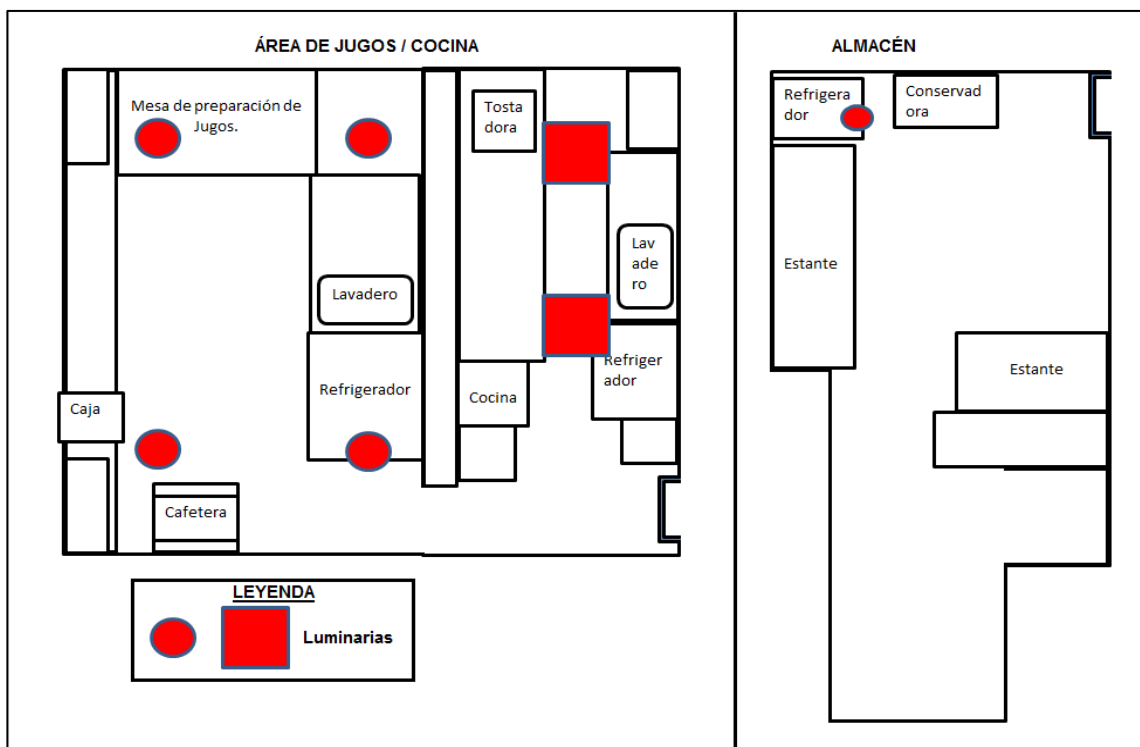 ÁREA DE JUGOS / COCINA
Mesa de preparación de
Jugos.
Tosta
dora
Lavadero
Lav
ade
ro
Refrigerador
Cocina
Refriger
ador
Caja
Cafetera
LEYENDA
Luminarias
ALMACÉN
Refrigera
dor
Conservad
ora
Estante
Estante